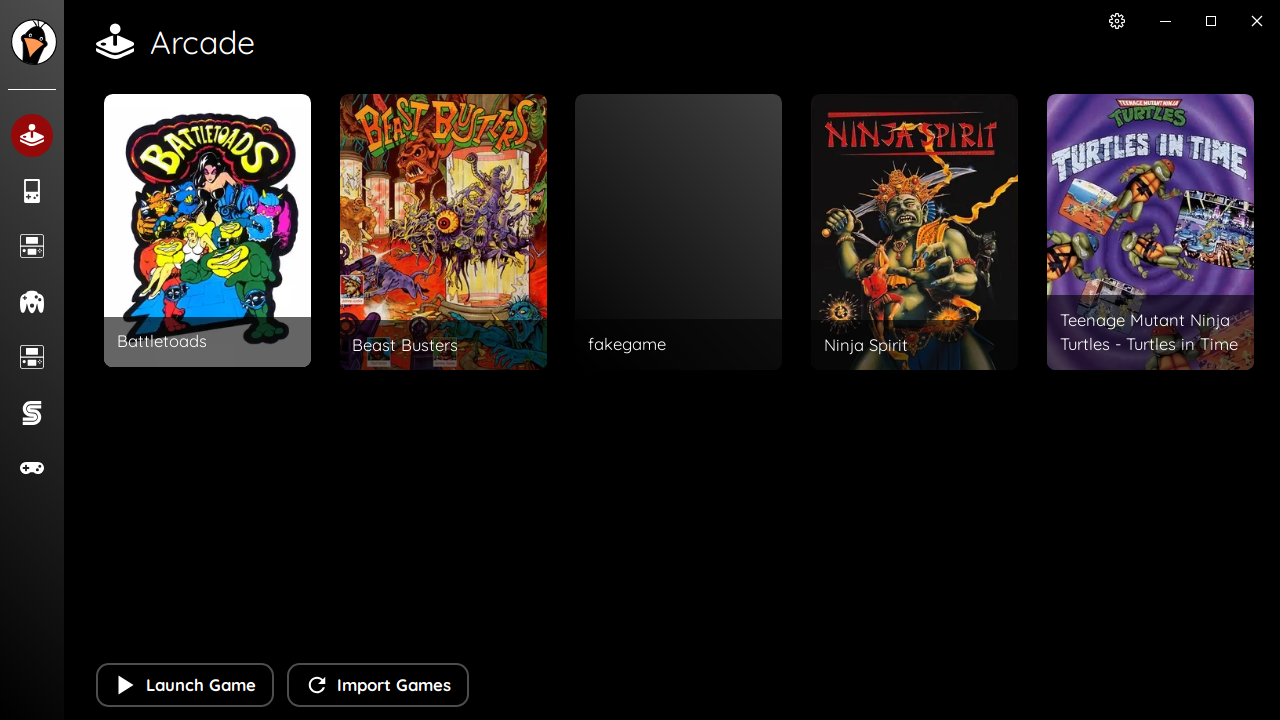 Arcade
BATTLETOADS
Battletoads
BEAST BUSTERS
Beast Busters
fakegame
NINJA SPIRIT
Ninja Spirit
TEENAGE MUTANT NINJA
TURTLES
TURTLES IN TIME
Teenage Mutant Ninja
Turtles - Turtles in Time
Launch Game
Import Games